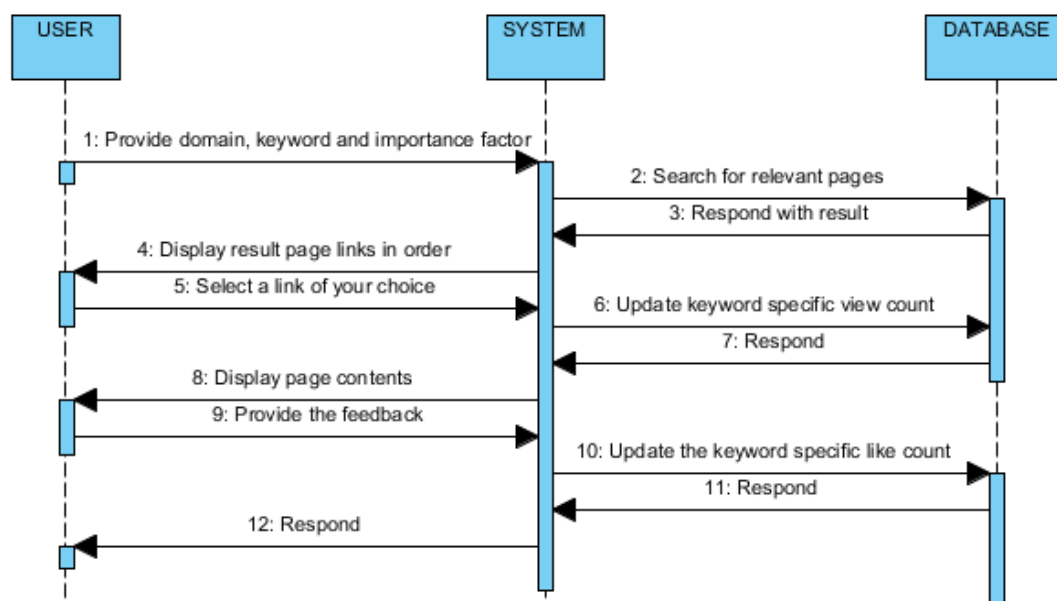 USER
SYSTEM
DATABASE
1: Provide domain, keyword and importance factor
2: Search for relevant pages
3: Respond with result
4: Display result page links in order
5: Select a link of your choice
6: Update keyword specific view count
7: Respond
8: Display page contents
9: Provide the feedback
10: Update the keyword specific like count
11: Respond
12: Respond